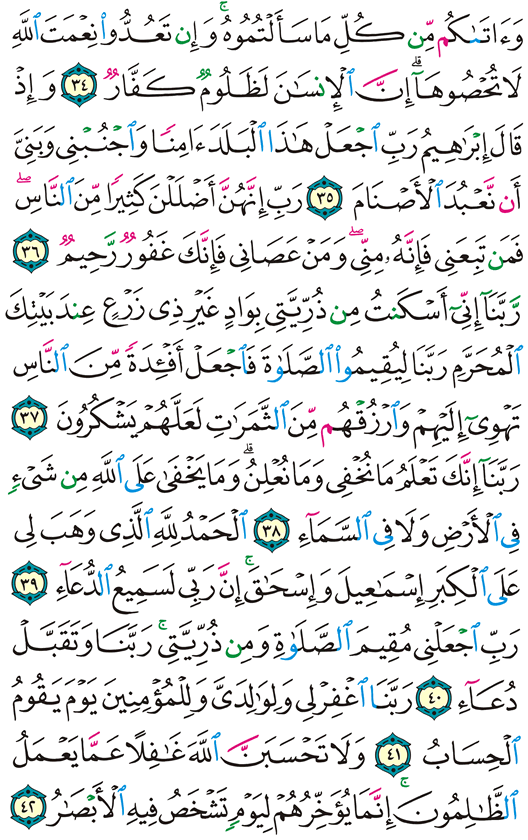 وَءَاتَىٰكُم مِّن كُلِّ مَا سَأَلْتُمُوهُ ۚ وَإِن تَعُدُّوا۟ نِعْمَتَ ٱللَّهِ
لَا تُحْصُوهَآ ۗ إِنَّ ٱلْإِنسَـٰنَ لَظَلُومٌ كَفَّارٌ ٣٤ وَإِذْ
قَالَ إِبْرَٰهِيمُ رَبِّ ٱجْعَلْ هَـٰذَا ٱلْبَلَدَ ءَامِنًا وَٱجْنُبْنِى وَبَنِىَّ
أَن نَّعْبُدَ ٱلْأَصْنَامَ ٣٥ رَبِّ إِنَّهُنَّ أَضْلَلْنَ كَثِيرًا مِّنَ ٱلنَّاسِ ۖ
فَمَن تَبِعَنِى فَإِنَّهُۥ مِنِّى ۖ وَمَنْ عَصَانِى فَإِنَّكَ غَفُورٌ رَّحِيمٌ ٣٦
رَّبَّنَآ إِنِّىٓ أَسْكَنتُ مِن ذُرِّيَّتِى بِوَادٍ غَيْرِ ذِى زَرْعٍ عِندَ بَيْتِكَ
ٱلْمُحَرَّمِ رَبَّنَا لِيُقِيمُوا۟ ٱلصَّلَوٰةَ فَٱجْعَلْ أَفْـِٔدَةً مِّنَ ٱلنَّاسِ
تَهْوِىٓ إِلَيْهِمْ وَٱرْزُقْهُم مِّنَ ٱلثَّمَرَٰتِ لَعَلَّهُمْ يَشْكُرُونَ ٣٧
رَبَّنَآ إِنَّكَ تَعْلَمُ مَا نُخْفِى وَمَا نُعْلِنُ ۗ وَمَا يَخْفَىٰ عَلَى ٱللَّهِ مِن شَىْءٍ
فِى ٱلْأَرْضِ وَلَا فِى ٱلسَّمَآءِ ٣٨ ٱلْحَمْدُ لِلَّهِ ٱلَّذِى وَهَبَ لِى
عَلَى ٱلْكِبَرِ إِسْمَـٰعِيلَ وَإِسْحَـٰقَ ۚ إِنَّ رَبِّى لَسَمِيعُ ٱلدُّعَآءِ ٣٩
رَبِّ ٱجْعَلْنِى مُقِيمَ ٱلصَّلَوٰةِ وَمِن ذُرِّيَّتِى ۚ رَبَّنَا وَتَقَبَّلْ
دُعَآءِ ٤٠ رَبَّنَا ٱغْفِرْ لِى وَلِوَٰلِدَىَّ وَلِلْمُؤْمِنِينَ يَوْمَ يَقُومُ
ٱلْحِسَابُ ٤١ وَلَا تَحْسَبَنَّ ٱللَّهَ غَـٰفِلًا عَمَّا يَعْمَلُ
ٱلظَّـٰلِمُونَ ۚ إِنَّمَا يُؤَخِّرُهُمْ لِيَوْمٍ تَشْخَصُ فِيهِ ٱلْأَبْصَـٰرُ ٤٢